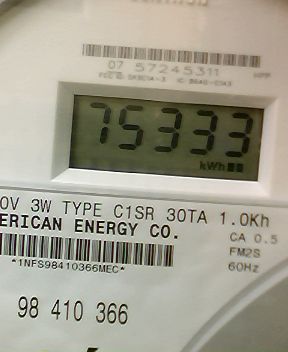 07 57245311
75333
kWh
0V 3W TYPE C1SR 30TA 1.0Kh
ERICAN ENERGY CO.
CA 0.5
FM2S
*1NFS98410366MEC*
60Hz
98 410 366